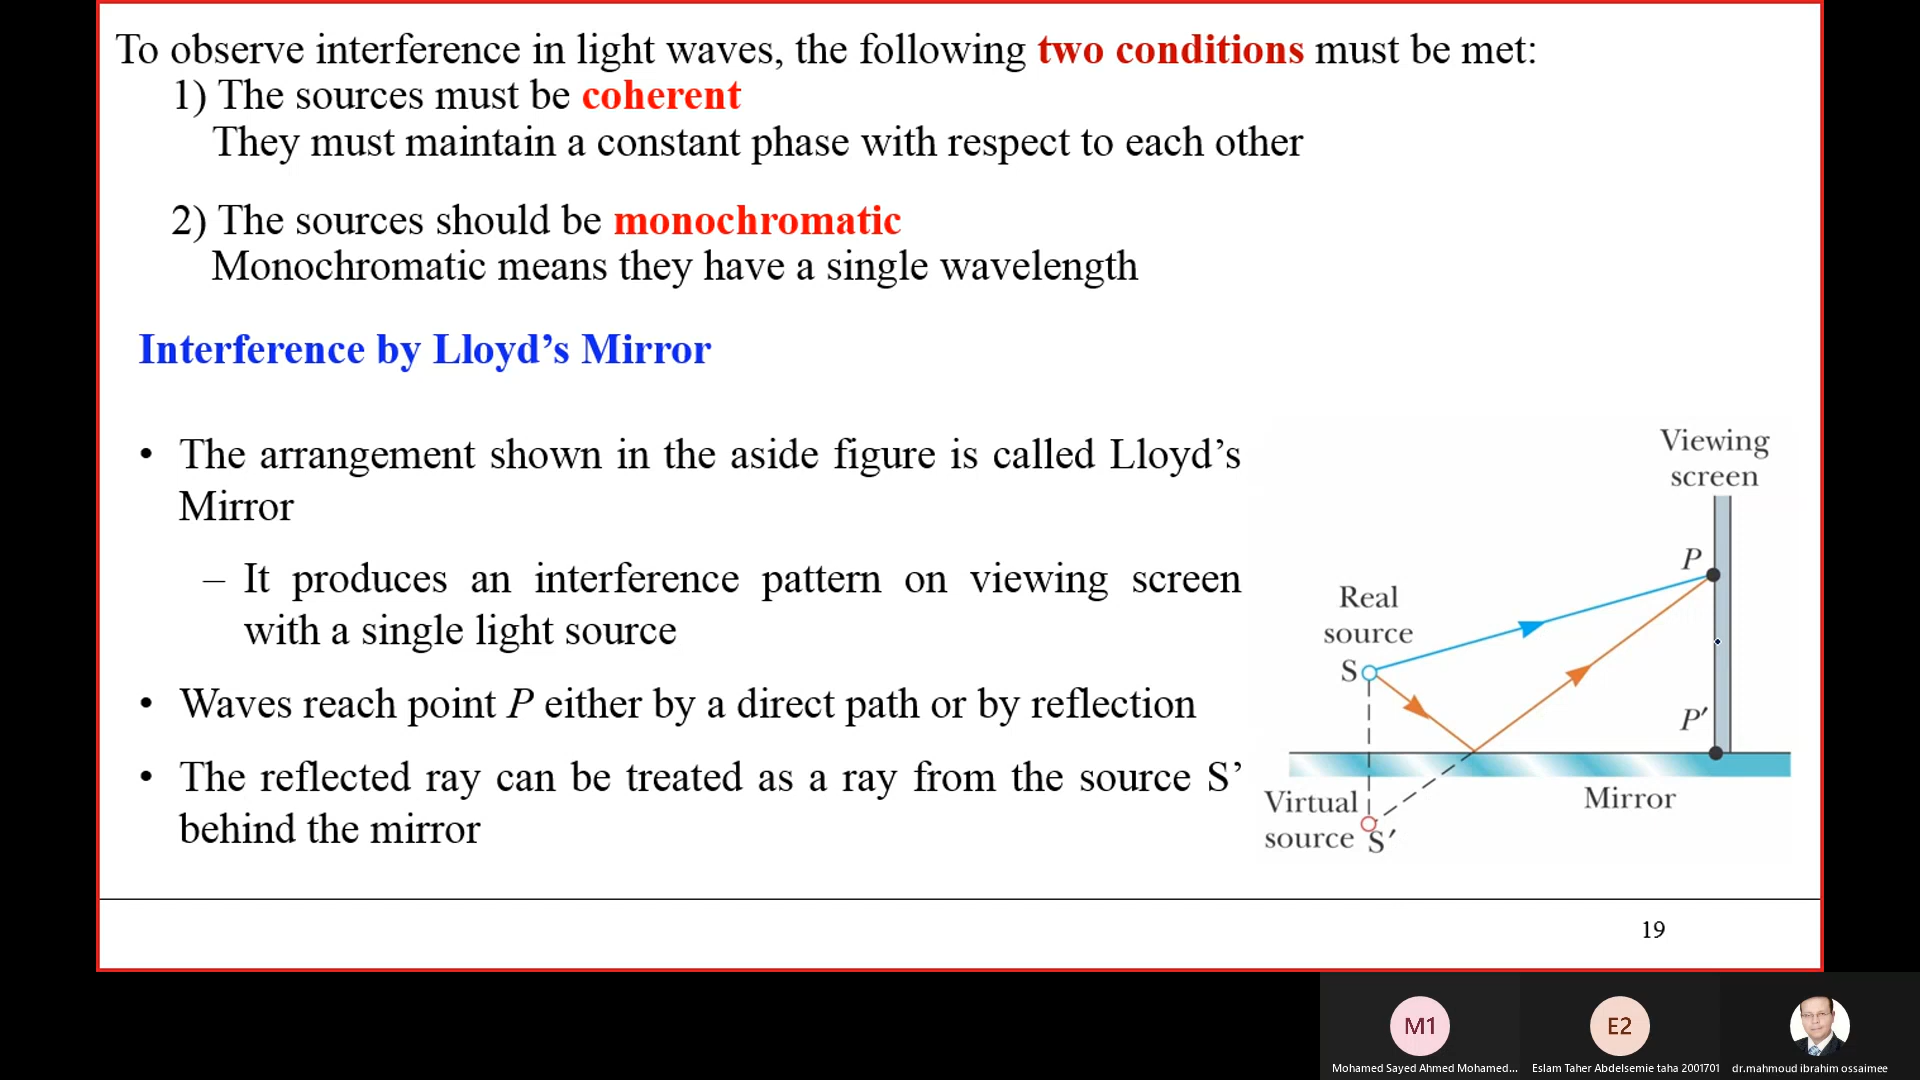 To observe interference in light waves, the following two conditions must be met:
1) The sources must be coherent
They must maintain a constant phase with respect to each other
2) The sources should be monochromatic
Monochromatic means they have a single wavelength
Interference by Lloyd’s Mirror
• The arrangement shown in the aside figure is called Lloyd’s
Mirror
– It produces an interference pattern on viewing screen
with a single light source
• Waves reach point P either by a direct path or by reflection
• The reflected ray can be treated as a ray from the source S’
behind the mirror
Viewing
screen
P
Real
source
S
P′
Mirror
Virtual
source S′
19
M1
E2
Mohamed Sayed Ahmed Mohamed...
Eslam Taher Abdelsemie taha 2001701
dr.mahmoud ibrahim ossaimee